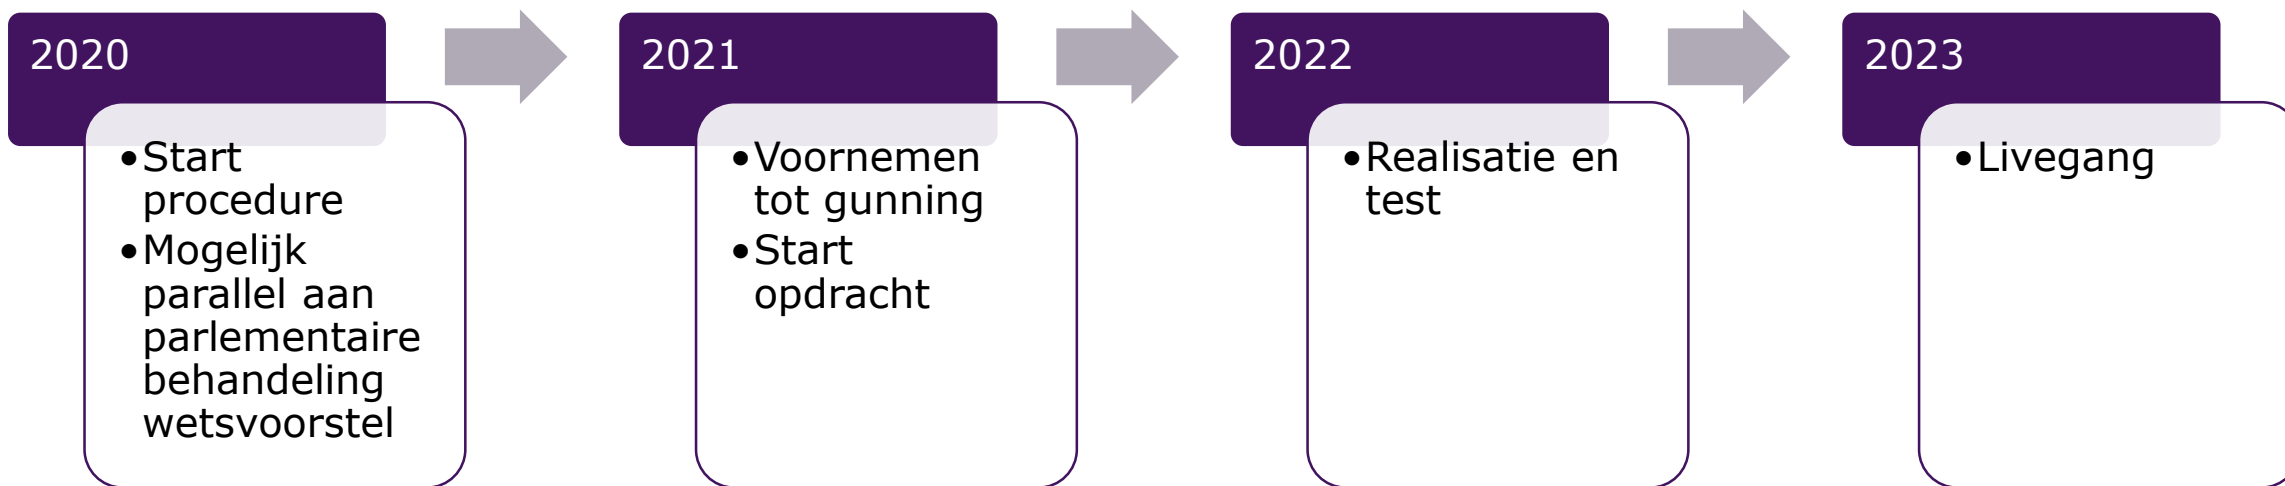 2020
•Start
procedure
•Mogelijk
parallel aan
parlementaire
behandeling
wetsvoorstel
2021
•Voornemen
tot gunning
•Start
opdracht
2022
•Realisatie en
test
2023
•Livegang